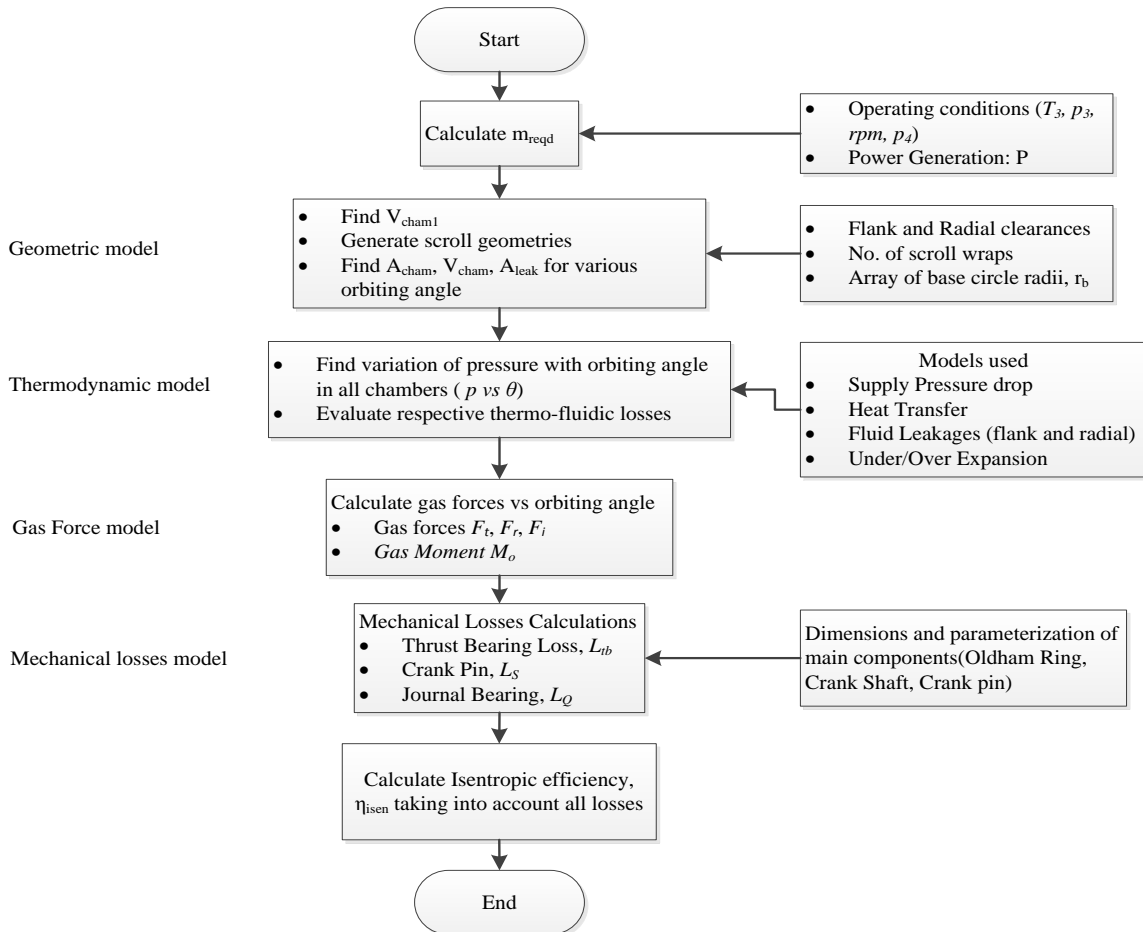 Start
Calculate m_reqd
• Operating conditions (T_3, p_3,
rpm, p_4)
• Power Generation: P
Geometric model
• Find V_cham1
• Generate scroll geometries
• Find A_cham, V_cham, A_leak for various
orbiting angle
• Flank and Radial clearances
• No. of scroll wraps
• Array of base circle radii, r_b
Thermodynamic model
• Find variation of pressure with orbiting angle
in all chambers ( p vs θ)
• Evaluate respective thermo-fluidic losses
Models used
• Supply Pressure drop
• Heat Transfer
• Fluid Leakages (flank and radial)
• Under/Over Expansion
Gas Force model
Calculate gas forces vs orbiting angle
• Gas forces F_t, F_r, F_i
• Gas Moment M_o
Mechanical losses model
Mechanical Losses Calculations
• Thrust Bearing Loss, L_tb
• Crank Pin, L_S
• Journal Bearing, L_Q
Dimensions and parameterization of
main components(Oldham Ring,
Crank Shaft, Crank pin)
Calculate Isentropic efficiency,
η_isen taking into account all losses
End